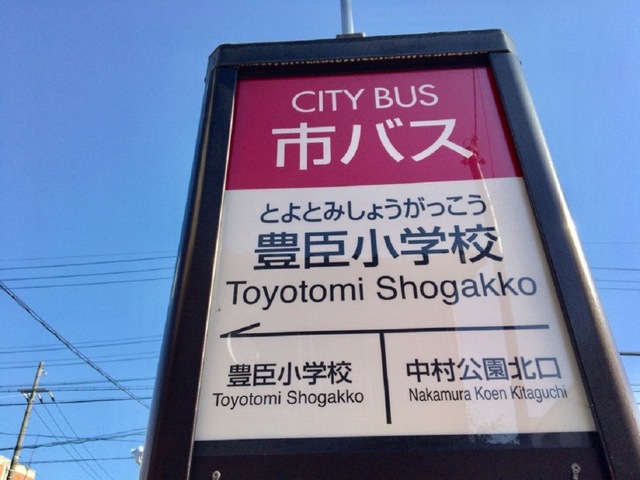 CITY BUS
市バス
とよとみしょうがっこう
豊臣小学校
Toyotomi Shogakko
豊臣小学校
Toyotomi Shogakko
中村公園北口
Nakamura Koen Kitaguchi